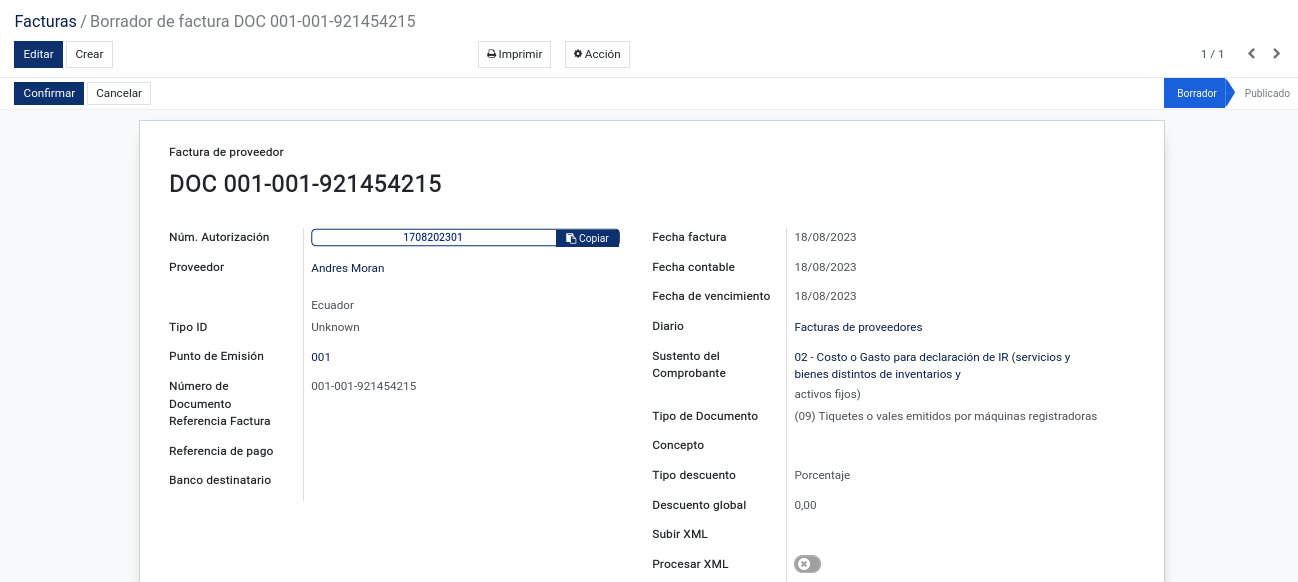 Facturas / Borrador de factura DOC 001-001-921454215
Editar Crear Imprimir Acción 1 / 1
Confirmar Cancelar Borrador Publicado
Factura de proveedor
DOC 001-001-921454215
Núm. Autorización 1708202301 Copiar
Proveedor Andres Moran
Ecuador
Tipo ID Unknown
Punto de Emisión 001
Número de
Documento
001-001-921454215
Referencia Factura
Referencia de pago
Banco destinatario
Fecha factura 18/08/2023
Fecha contable 18/08/2023
Fecha de vencimiento 18/08/2023
Diario Facturas de proveedores
Sustento del
Comprobante
02 - Costo o Gasto para declaración de IR (servicios y
bienes distintos de inventarios y
activos fijos)
Tipo de Documento (09) Tiquetes o vales emitidos por máquinas registradoras
Concepto
Tipo descuento Porcentaje
Descuento global 0,00
Subir XML
Procesar XML